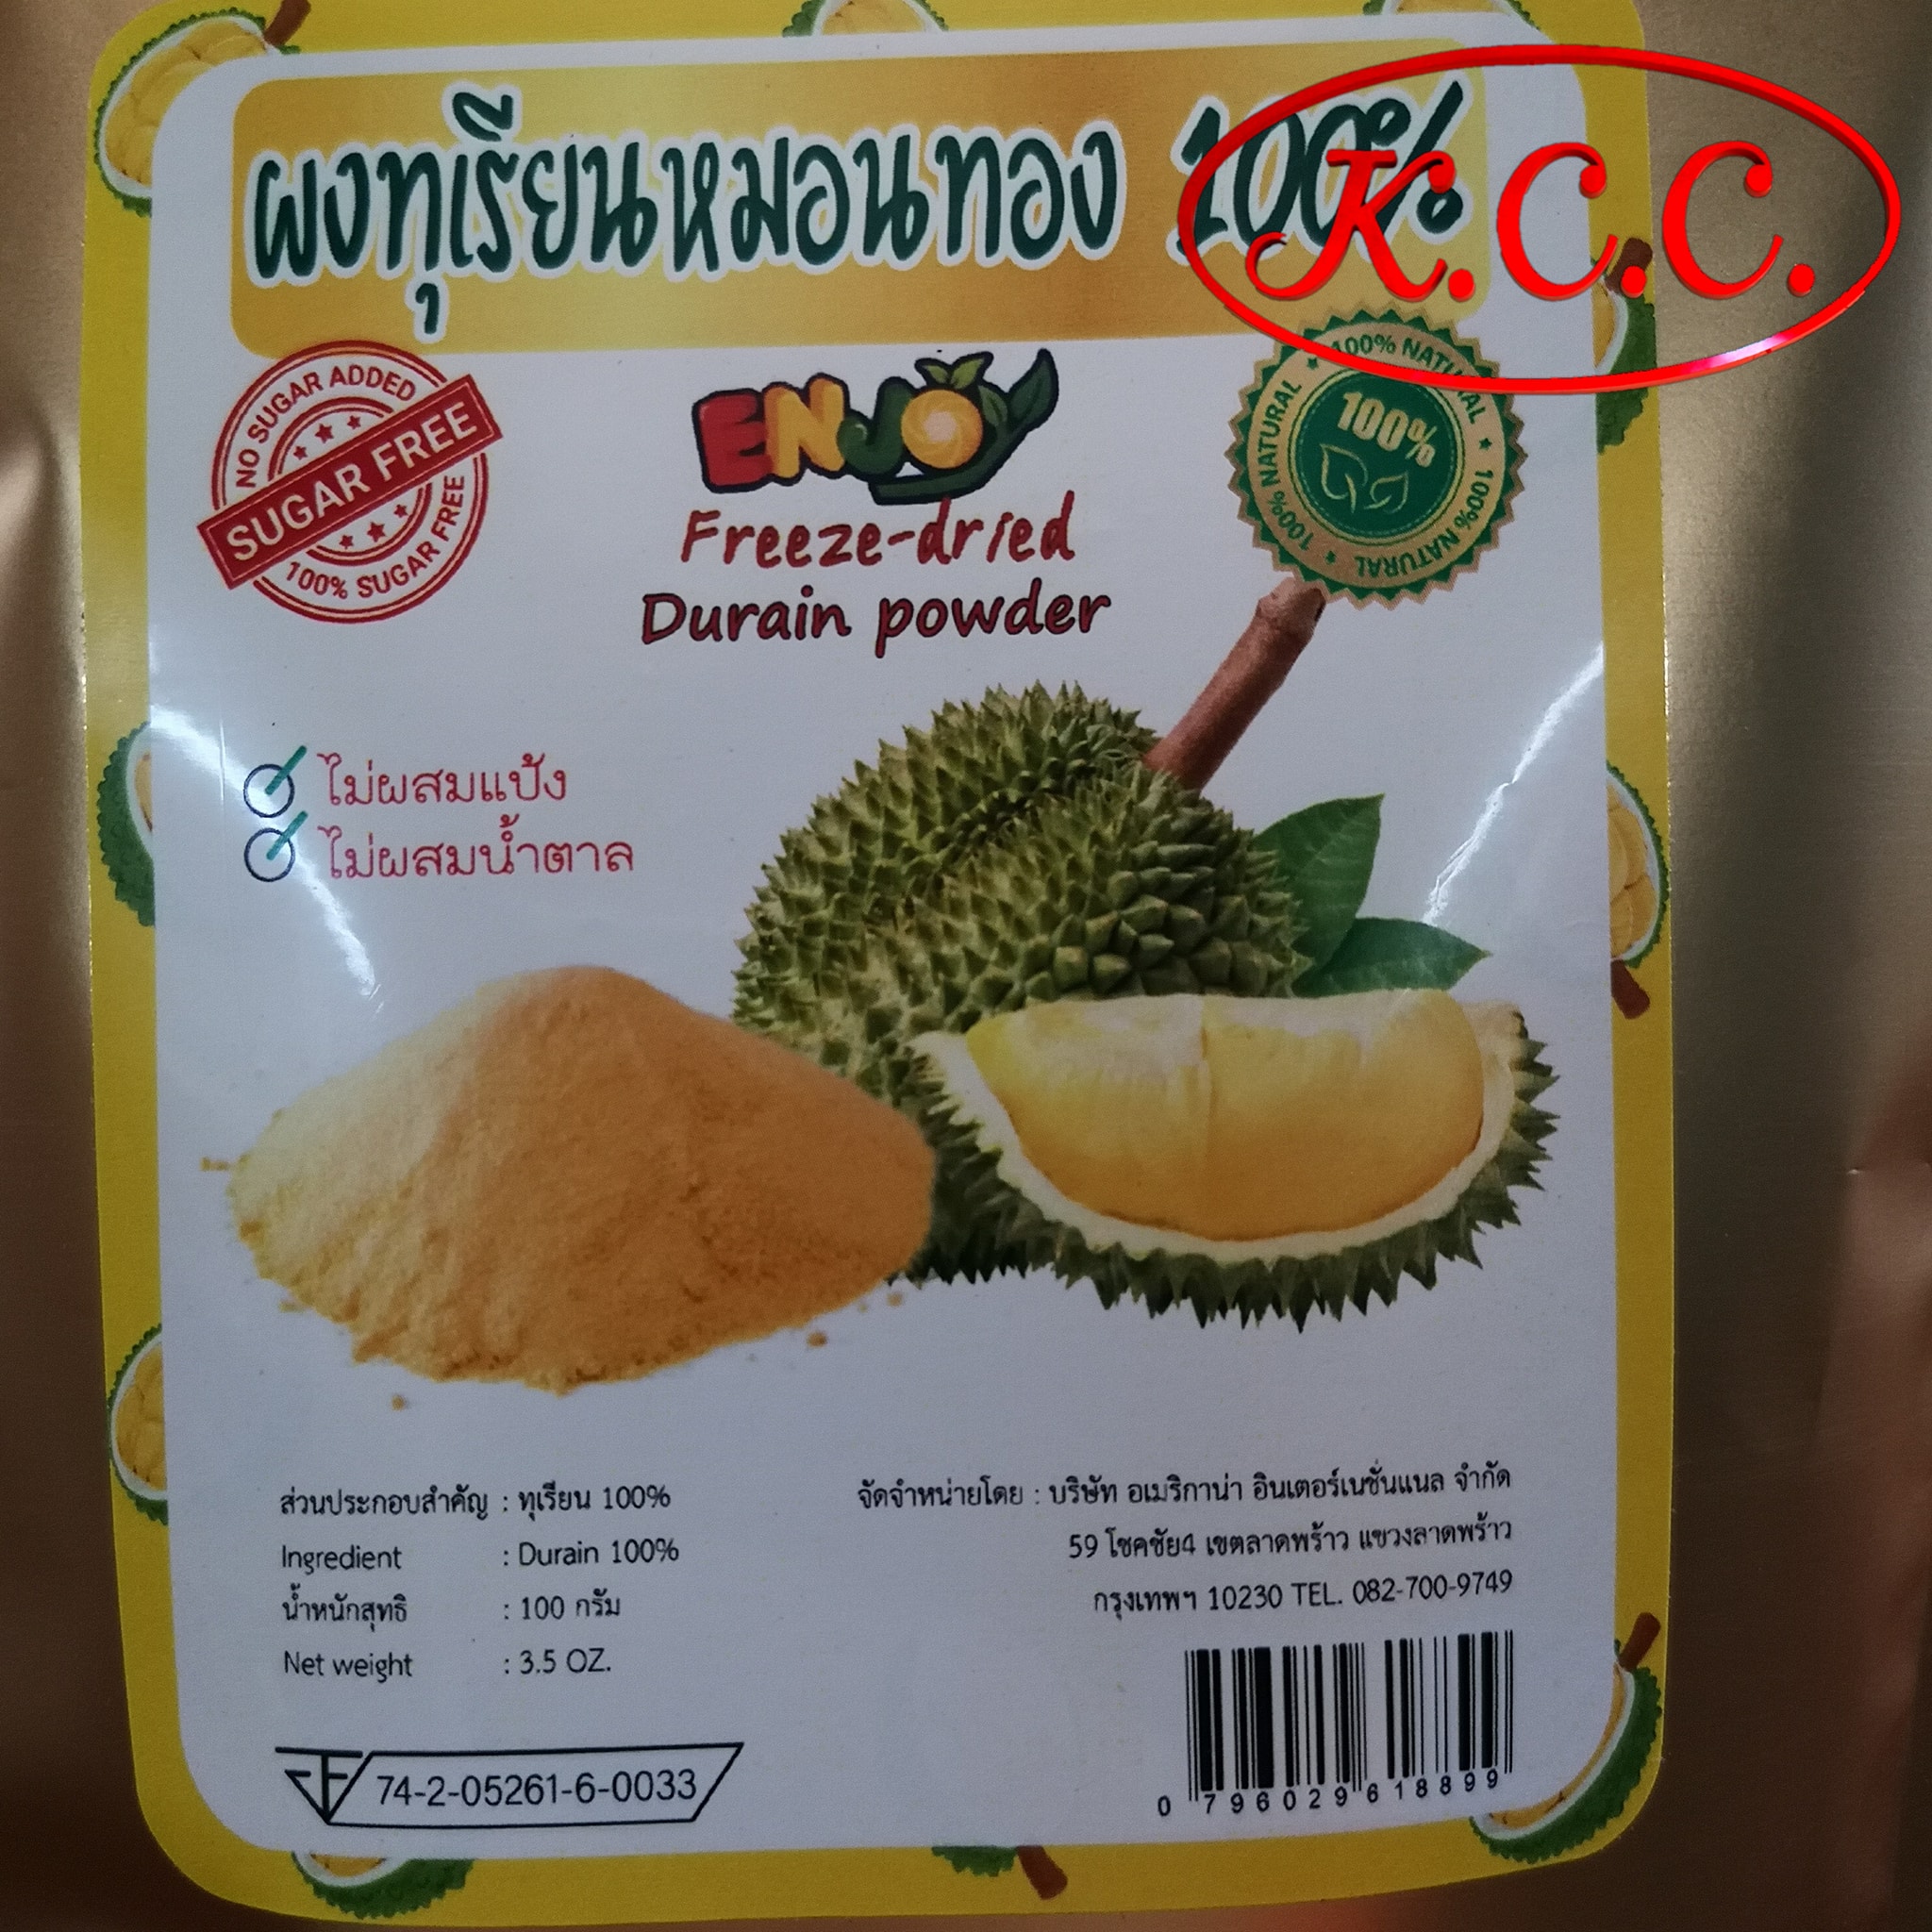 ผงทุเรียนหมอนทอง 100%
K.C.C.
NO SUGAR ADDED
SUGAR FREE
100% SUGAR FREE
ENJOY
Freeze-dried
Durain powder
100% NATURAL ★ 100% NATURAL ★ 100% NATURAL ★
100%
ไม่ผสมแป้ง
ไม่ผสมน้ำตาล
ส่วนประกอบสำคัญ : ทุเรียน 100%
Ingredient : Durain 100%
น้ำหนักสุทธิ : 100 กรัม
Net weight : 3.5 OZ.
จัดจำหน่ายโดย : บริษัท อเมริกาน่า อินเตอร์เนชั่นแนล จำกัด
59 โชคชัย4 เขตลาดพร้าว แขวงลาดพร้าว
กรุงเทพฯ 10230 TEL. 082-700-9749
74-2-05261-6-0033
0 796029618899